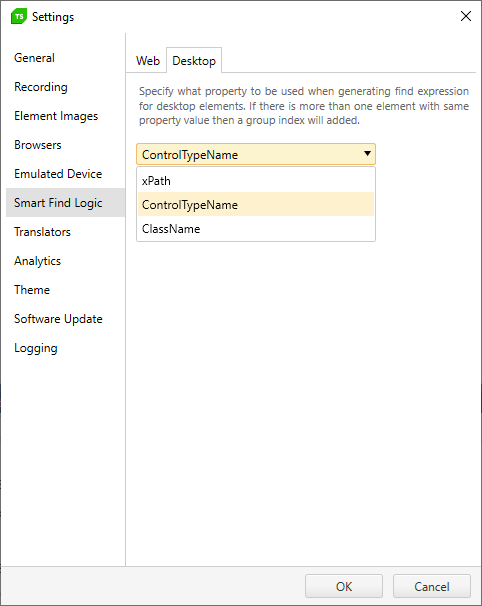 TS Settings
General
Recording
Element Images
Browsers
Emulated Device
Smart Find Logic
Translators
Analytics
Theme
Software Update
Logging
Web Desktop
Specify what property to be used when generating find expression
for desktop elements. If there is more than one element with same
property value then a group index will added.
ControlTypeName
xPath
ControlTypeName
ClassName
OK Cancel